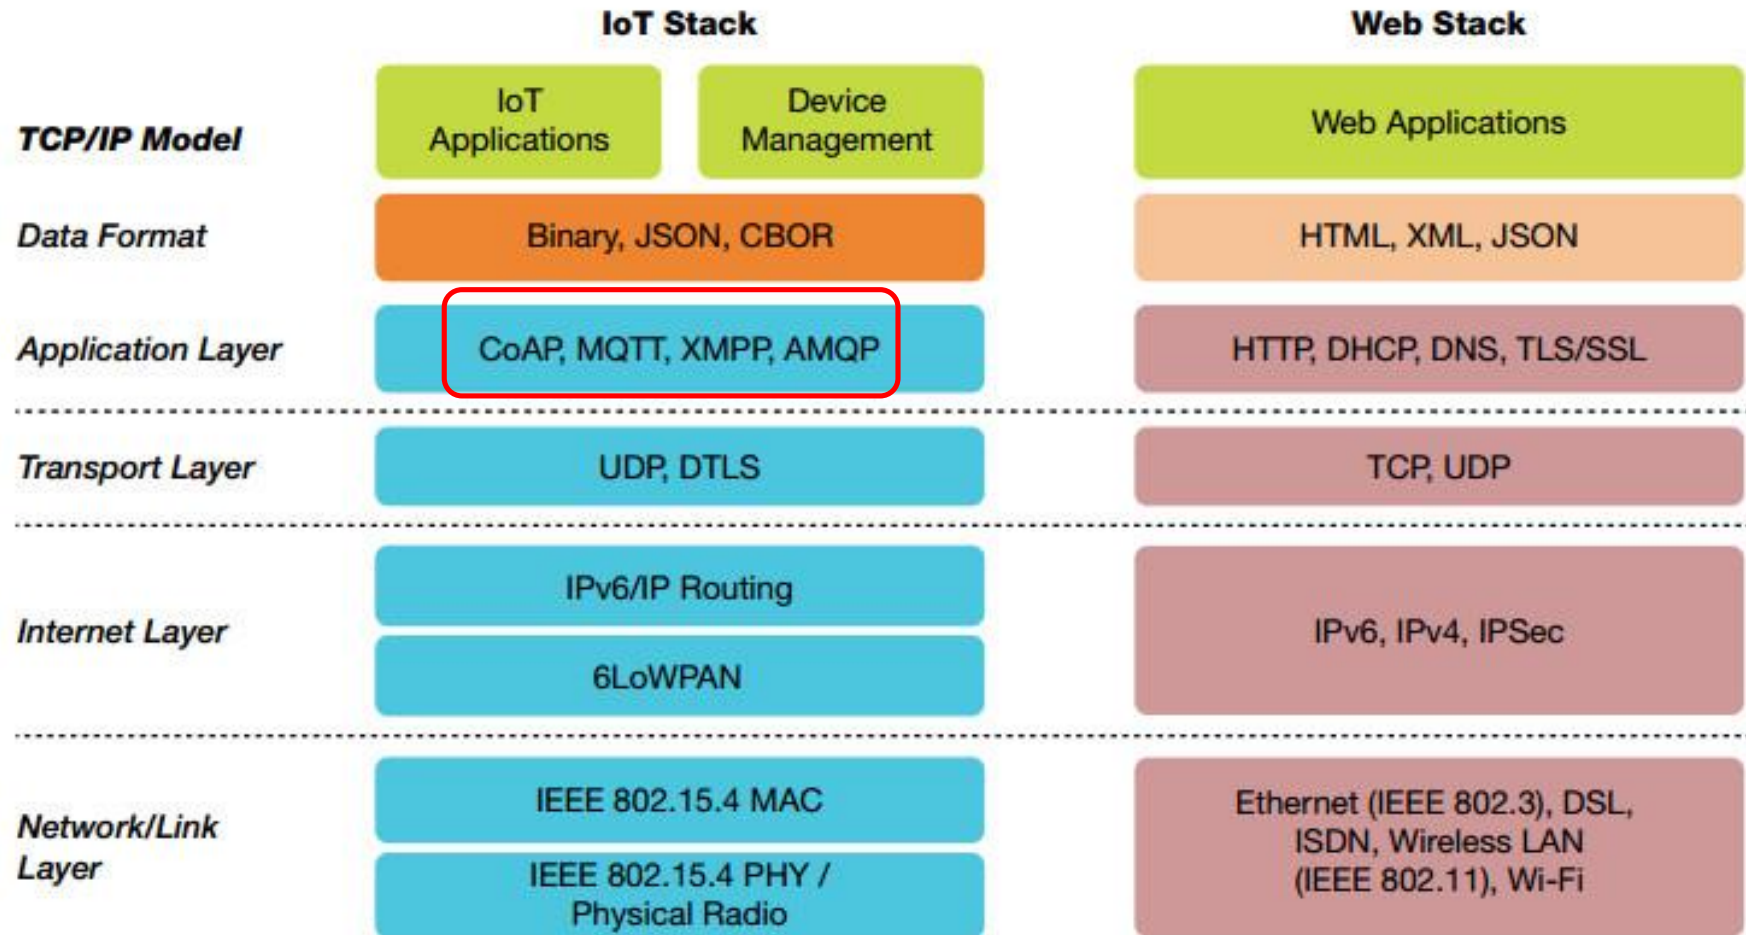 IoT Stack
Web Stack
TCP/IP Model
IoT
Applications
Device
Management
Web Applications
Data Format
Binary, JSON, CBOR
HTML, XML, JSON
Application Layer
CoAP, MQTT, XMPP, AMQP
HTTP, DHCP, DNS, TLS/SSL
Transport Layer
UDP, DTLS
TCP, UDP
Internet Layer
IPv6/IP Routing
6LoWPAN
IPv6, IPv4, IPSec
Network/Link
Layer
IEEE 802.15.4 MAC
IEEE 802.15.4 PHY /
Physical Radio
Ethernet (IEEE 802.3), DSL,
ISDN, Wireless LAN
(IEEE 802.11), Wi-Fi